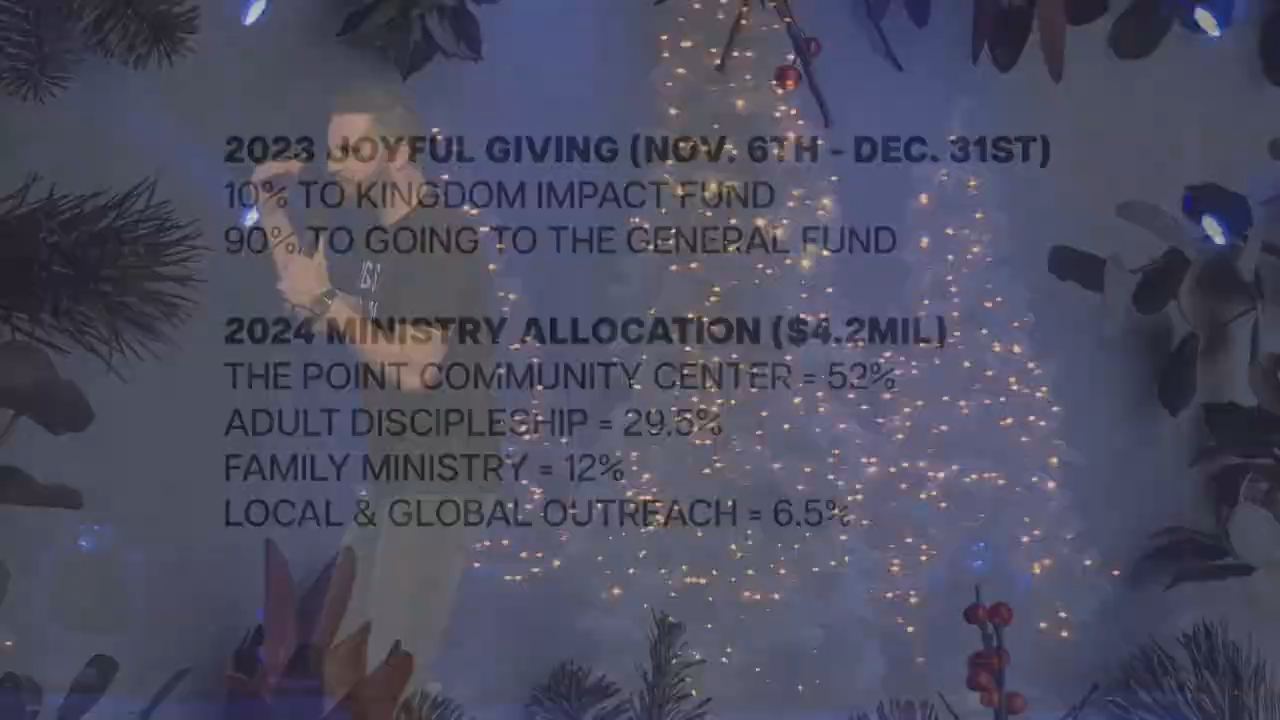 2023 JOYFUL GIVING (NOV. 6TH - DEC. 31ST)
10% TO KINGDOM IMPACT FUND
90% TO GOING TO THE GENERAL FUND
2024 MINISTRY ALLOCATION ($4.2MIL)
THE POINT COMMUNITY CENTER = 52%
ADULT DISCIPLESHIP = 29.5%
FAMILY MINISTRY = 12%
LOCAL & GLOBAL OUTREACH = 6.5%